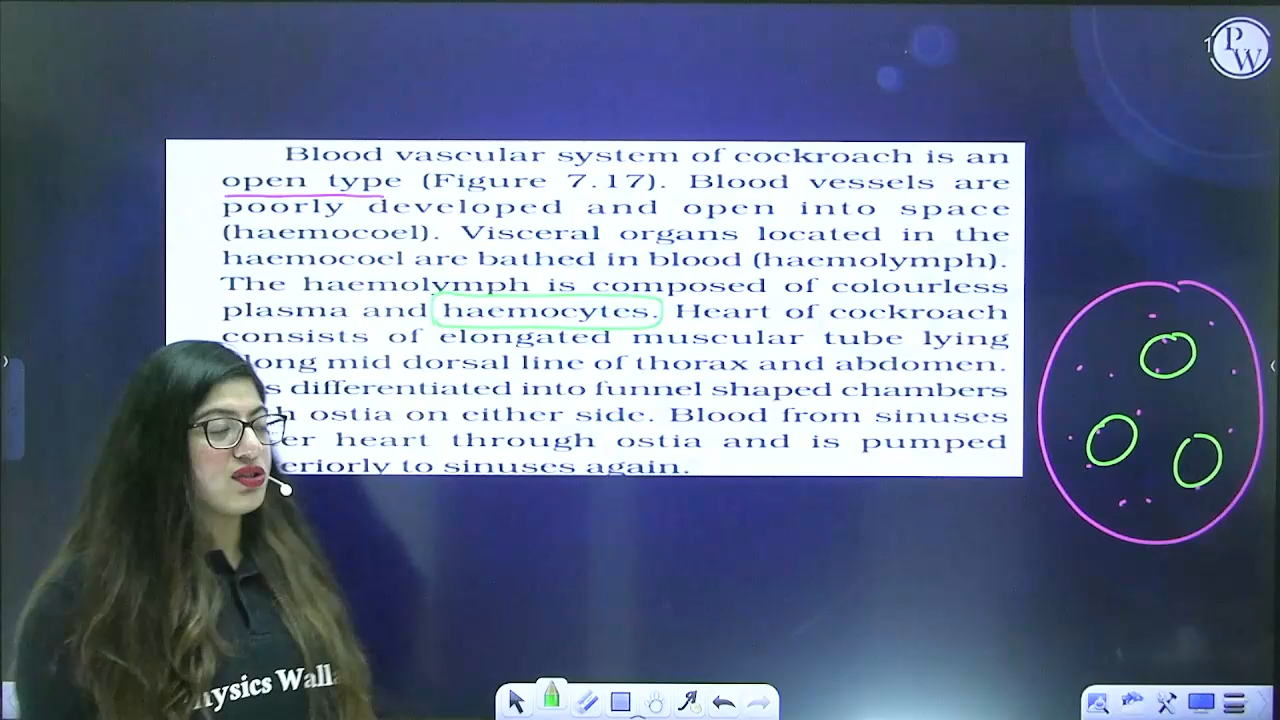 1
PW
Blood vascular system of cockroach is an
open type (Figure 7.17). Blood vessels are
poorly developed and open into space
(haemocoel). Visceral organs located in the
haemocoel are bathed in blood (haemolymph).
The haemolymph is composed of colourless
plasma and haemocytes. Heart of cockroach
consists of elongated muscular tube lying
along mid dorsal line of thorax and abdomen.
differentiated into funnel shaped chambers
ostia on either side. Blood from sinuses
heart through ostia and is pumped
to sinuses again.
Physics Walla